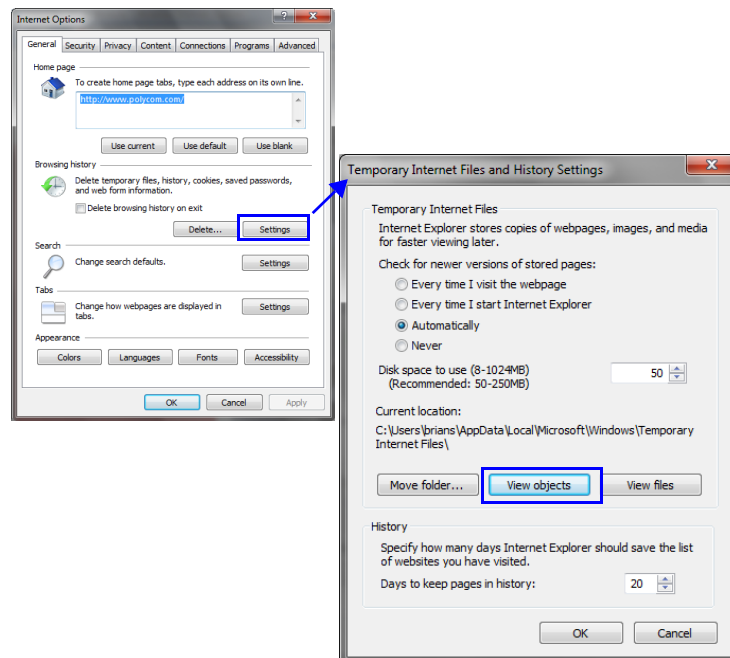 Internet Options
General Security Privacy Content Connections Programs Advanced
Home page
To create home page tabs, type each address on its own line.
http://www.polycom.com/
Use current Use default Use blank
Browsing history
Delete temporary files, history, cookies, saved passwords,
and web form information.
Delete browsing history on exit
Delete... Settings
Search
Change search defaults. Settings
Tabs
Change how webpages are displayed in
tabs.
Settings
Appearance
Colors Languages Fonts Accessibility
OK Cancel Apply
Temporary Internet Files and History Settings
Temporary Internet Files
Internet Explorer stores copies of webpages, images, and media
for faster viewing later.
Check for newer versions of stored pages:
Every time I visit the webpage
Every time I start Internet Explorer
Automatically
Never
Disk space to use (8-1024MB) 50
(Recommended: 50-250MB)
Current location:
C:\Users\brians\AppData\Local\Microsoft\Windows\Temporary
Internet Files\
Move folder... View objects View files
History
Specify how many days Internet Explorer should save the list
of websites you have visited.
Days to keep pages in history: 20
OK Cancel